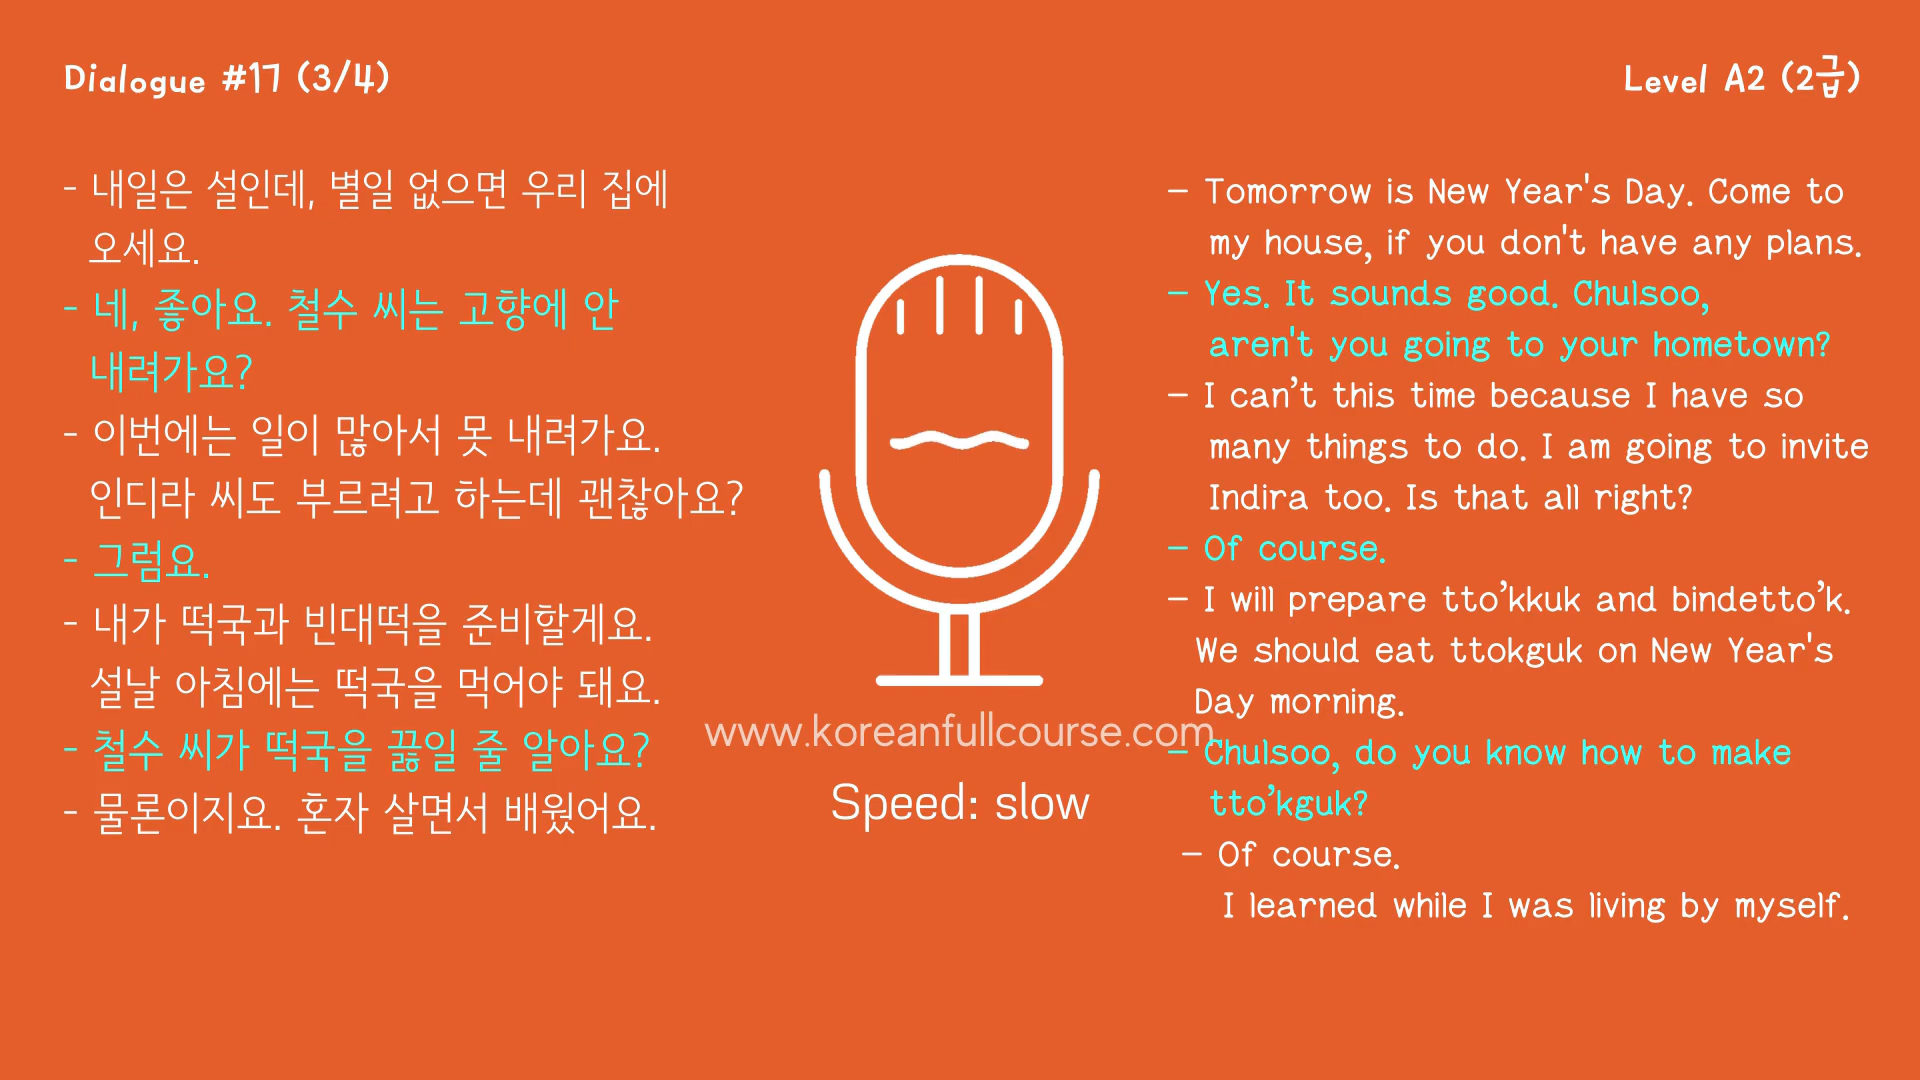 Dialogue #17 (3/4)
Level A2 (2급)
- 내일은 설인데, 별일 없으면 우리 집에
오세요.
- 네, 좋아요. 철수 씨는 고향에 안
내려가요?
- 이번에는 일이 많아서 못 내려가요.
인디라 씨도 부르려고 하는데 괜찮아요?
- 그럼요.
- 내가 떡국과 빈대떡을 준비할게요.
설날 아침에는 떡국을 먹어야 돼요.
- 철수 씨가 떡국을 끓일 줄 알아요?
- 물론이지요. 혼자 살면서 배웠어요.
www.koreanfullcourse.com
Speed: slow
- Tomorrow is New Year's Day. Come to
my house, if you don't have any plans.
- Yes. It sounds good. Chulsoo,
aren't you going to your hometown?
- I can’t this time because I have so
many things to do. I am going to invite
Indira too. Is that all right?
- Of course.
- I will prepare tto’kkuk and bindetto’k.
We should eat ttokguk on New Year's
Day morning.
- Chulsoo, do you know how to make
tto’kguk?
- Of course.
I learned while I was living by myself.